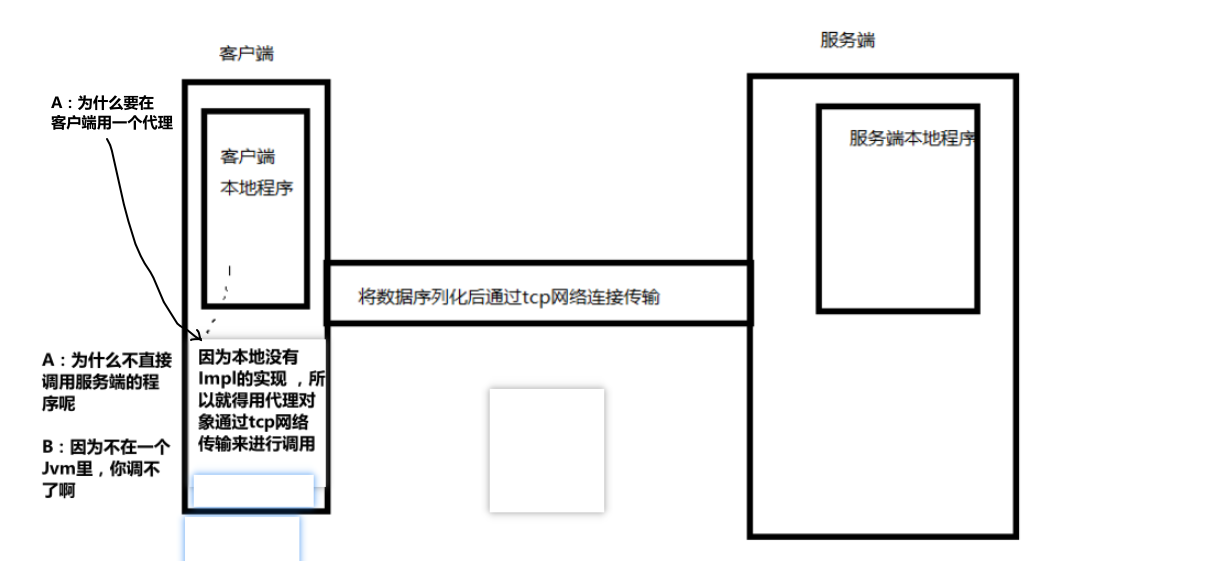 客户端
服务端
A：为什么要在
客户端用一个代理
客户端
本地程序
服务端本地程序
将数据序列化后通过tcp网络连接传输
A：为什么不直接
调用服务端的程
序呢
B：因为不在一个
Jvm里，你调不
了啊
因为本地没有
Impl的实现 ，所
以就得用代理对
象通过tcp网络
传输来进行调用